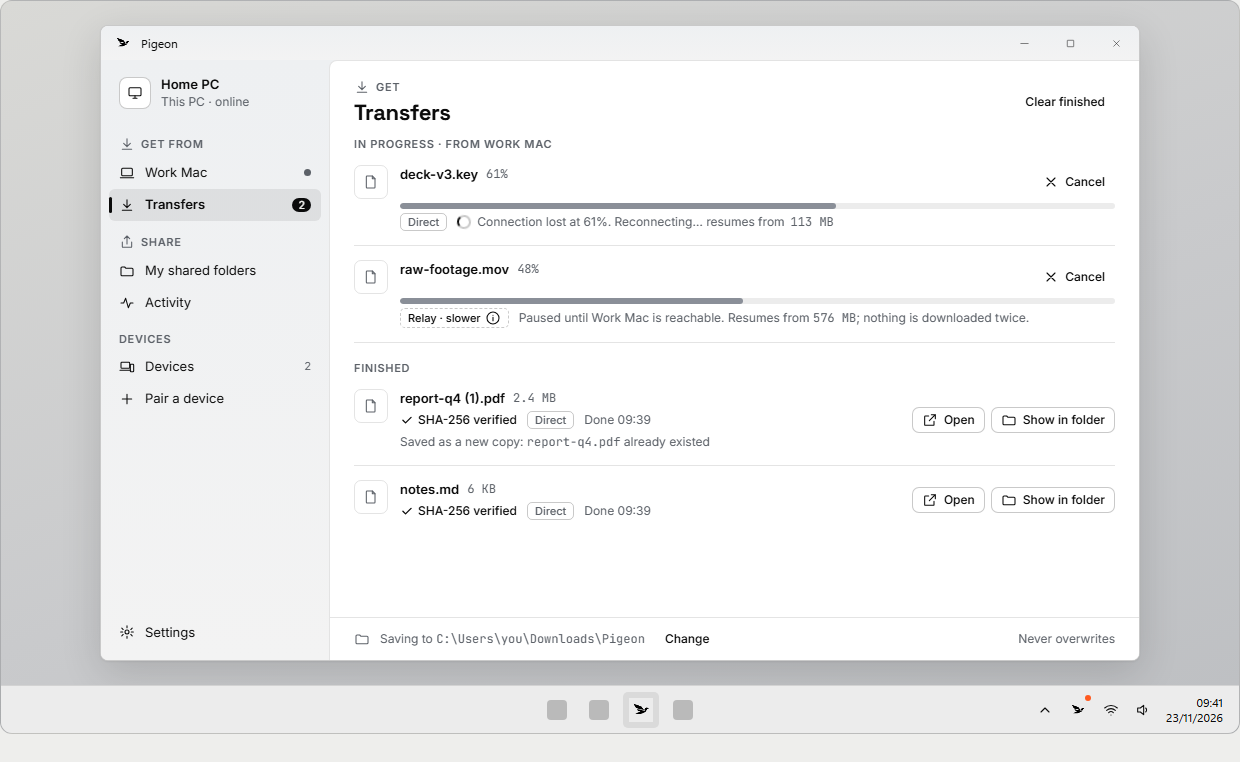 Pigeon
Home PC
This PC · online
GET FROM
Work Mac
Transfers 2
SHARE
My shared folders
Activity
DEVICES
Devices 2
Pair a device
Settings
GET
Transfers
Clear finished
IN PROGRESS · FROM WORK MAC
deck-v3.key 61%
Cancel
Direct Connection lost at 61%. Reconnecting... resumes from 113 MB
raw-footage.mov 48%
Cancel
Relay · slower Paused until Work Mac is reachable. Resumes from 576 MB; nothing is downloaded twice.
FINISHED
report-q4 (1).pdf 2.4 MB
SHA-256 verified Direct Done 09:39
Open Show in folder
Saved as a new copy: report-q4.pdf already existed
notes.md 6 KB
SHA-256 verified Direct Done 09:39
Open Show in folder
Saving to C:\Users\you\Downloads\Pigeon Change
Never overwrites
09:41
23/11/2026